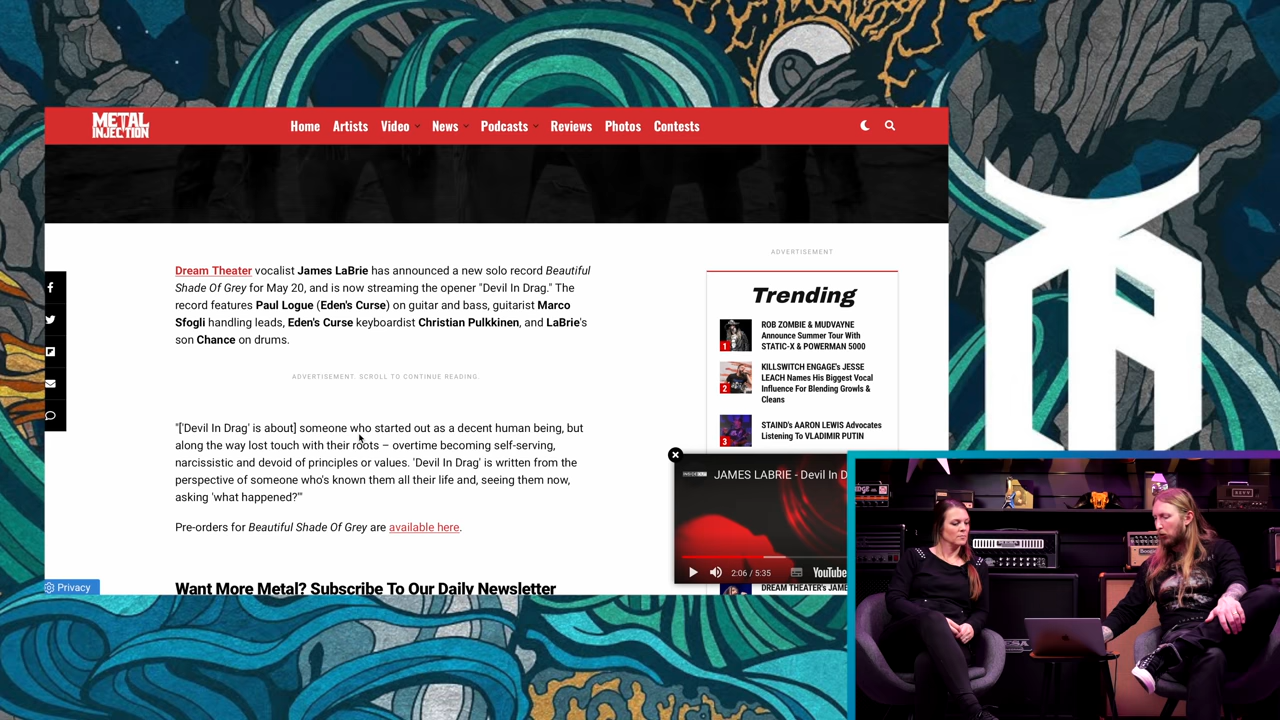 METAL
INJECTION
Home Artists Video News Podcasts Reviews Photos Contests
Dream Theater vocalist James LaBrie has announced a new solo record Beautiful
Shade Of Grey for May 20, and is now streaming the opener "Devil In Drag." The
record features Paul Logue (Eden's Curse) on guitar and bass, guitarist Marco
Sfogli handling leads, Eden's Curse keyboardist Christian Pulkkinen, and LaBrie's
son Chance on drums.
ADVERTISEMENT. SCROLL TO CONTINUE READING.
"['Devil In Drag' is about] someone who started out as a decent human being, but
along the way lost touch with their roots – overtime becoming self-serving,
narcissistic and devoid of principles or values. 'Devil In Drag' is written from the
perspective of someone who's known them all their life and, seeing them now,
asking 'what happened?'"
Pre-orders for Beautiful Shade Of Grey are available here.
Privacy
Want More Metal? Subscribe To Our Daily Newsletter
ADVERTISEMENT
Trending
1
ROB ZOMBIE & MUDVAYNE
Announce Summer Tour With
STATIC-X & POWERMAN 5000
2
KILLSWITCH ENGAGE's JESSE
LEACH Names His Biggest Vocal
Influence For Blending Growls &
Cleans
3
STAIND's AARON LEWIS Advocates
Listening To VLADIMIR PUTIN
JAMES LABRIE - Devil In D
2:06 / 5:35
YouTube
DREAM THEATER's JAME